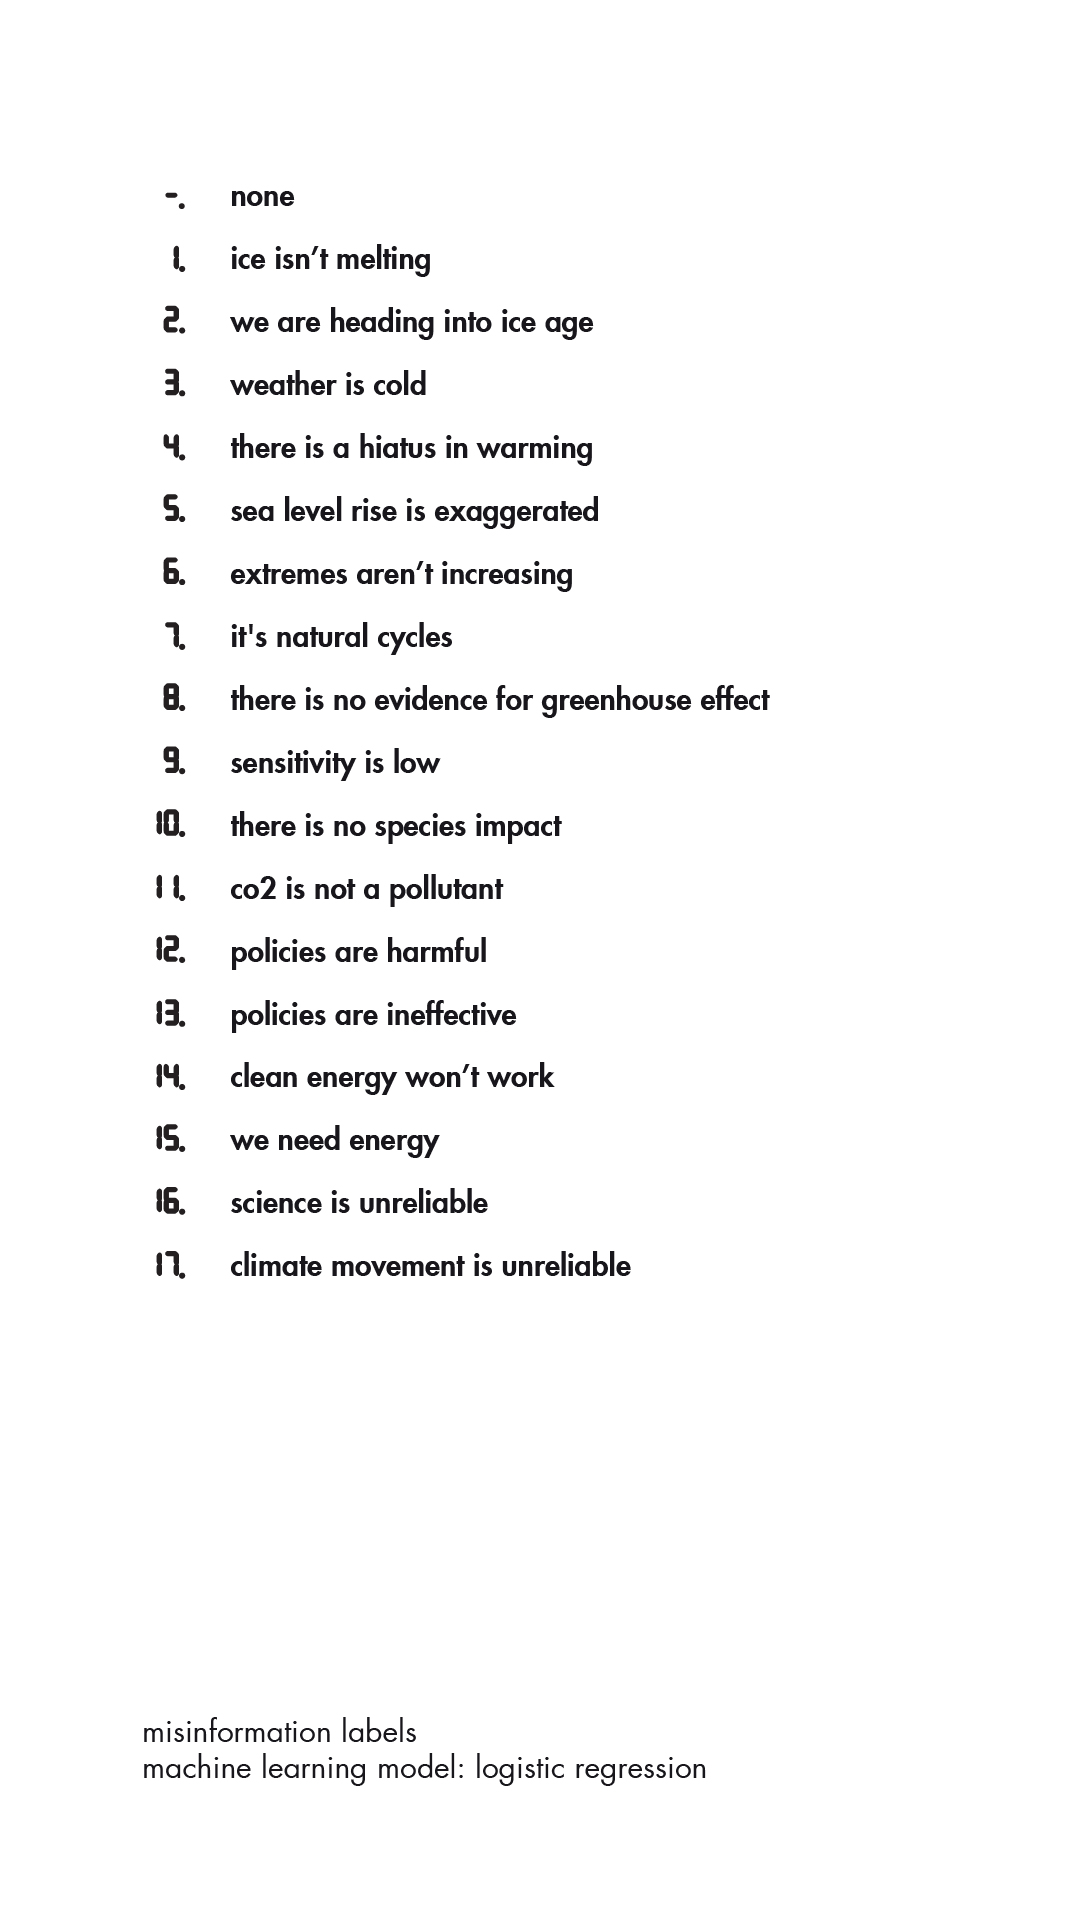 -. none
1. ice isn’t melting
2. we are heading into ice age
3. weather is cold
4. there is a hiatus in warming
5. sea level rise is exaggerated
6. extremes aren’t increasing
7. it's natural cycles
8. there is no evidence for greenhouse effect
9. sensitivity is low
10. there is no species impact
11. co2 is not a pollutant
12. policies are harmful
13. policies are ineffective
14. clean energy won’t work
15. we need energy
16. science is unreliable
17. climate movement is unreliable
misinformation labels
machine learning model: logistic regression